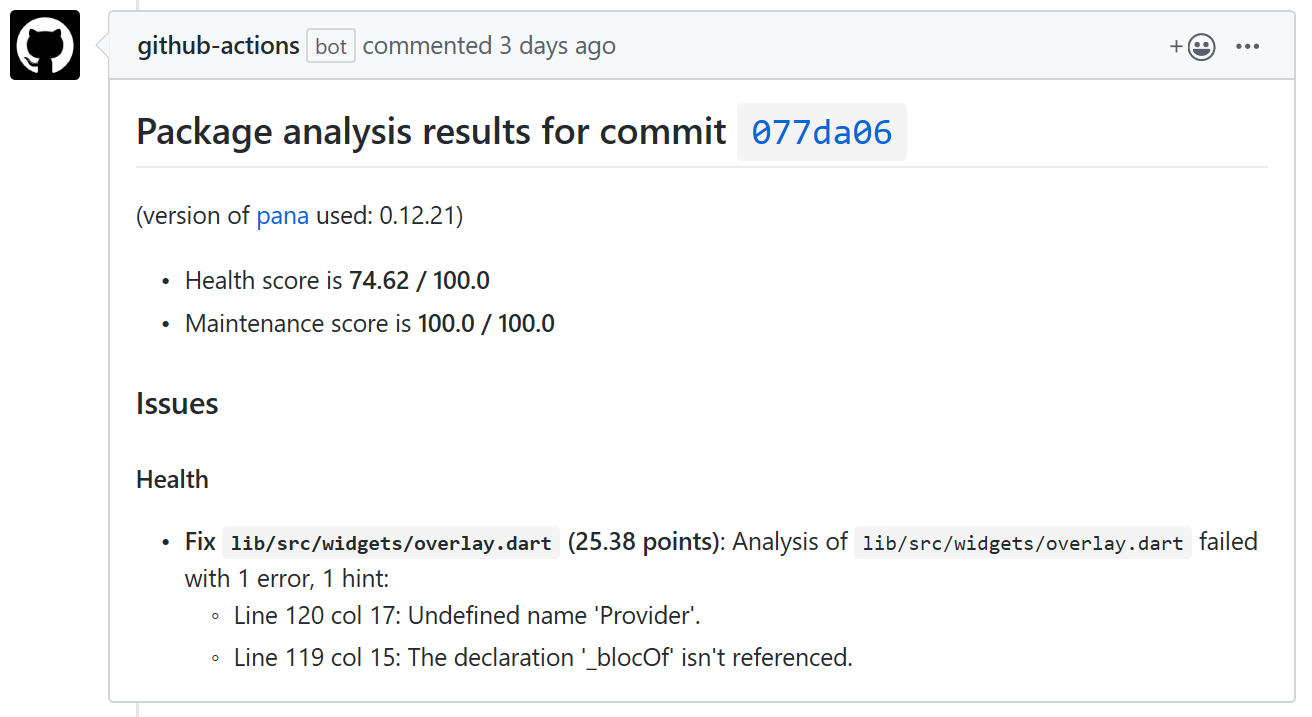 github-actions bot commented 3 days ago
Package analysis results for commit 077da06
(version of pana used: 0.12.21)
• Health score is 74.62 / 100.0
• Maintenance score is 100.0 / 100.0
Issues
Health
• Fix lib/src/widgets/overlay.dart (25.38 points): Analysis of lib/src/widgets/overlay.dart failed
with 1 error, 1 hint:
◦ Line 120 col 17: Undefined name 'Provider'.
◦ Line 119 col 15: The declaration '_blocOf' isn't referenced.